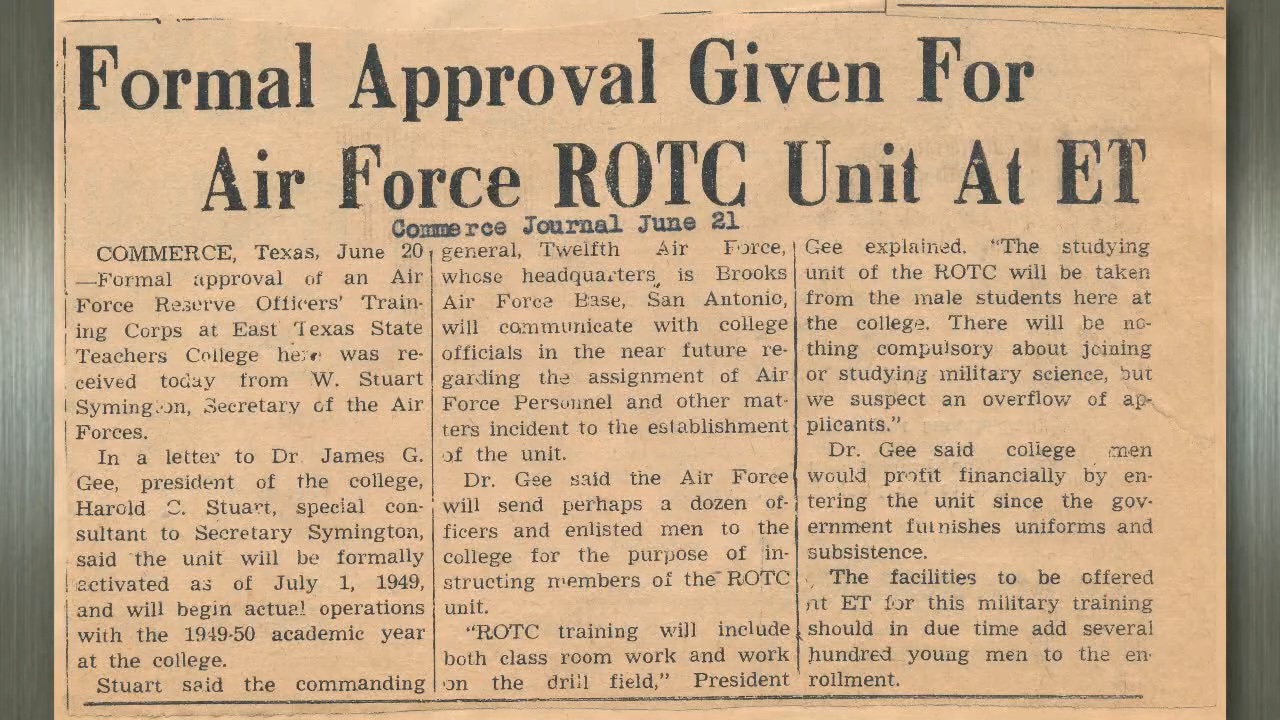 Formal Approval Given For
Air Force ROTC Unit At ET
Commerce Journal June 21
COMMERCE, Texas, June 20
—Formal approval of an Air
Force Reserve Officers' Train-
ing Corps at East Texas State
Teachers College here was re-
ceived today from W. Stuart
Symington, Secretary of the Air
Forces.
In a letter to Dr. James G.
Gee, president of the college,
Harold C. Stuart, special con-
sultant to Secretary Symington,
said the unit will be formally
activated as of July 1, 1949,
and will begin actual operations
with the 1949-50 academic year
at the college.
Stuart said the commanding
general, Twelfth Air Force,
whose headquarters is Brooks
Air Force Base, San Antonio,
will communicate with college
officials in the near future re-
garding the assignment of Air
Force Personnel and other mat-
ters incident to the establishment
of the unit.
Dr. Gee said the Air Force
will send perhaps a dozen of-
ficers and enlisted men to the
college for the purpose of in-
structing members of the ROTC
unit.
"ROTC training will include
both class room work and work
on the drill field," President
Gee explained. "The studying
unit of the ROTC will be taken
from the male students here at
the college. There will be no-
thing compulsory about joining
or studying military science, but
we suspect an overflow of ap-
plicants."
Dr. Gee said college men
would profit financially by en-
tering the unit since the gov-
ernment furnishes uniforms and
subsistence.
The facilities to be offered
at ET for this military training
should in due time add several
hundred young men to the en-
rollment.